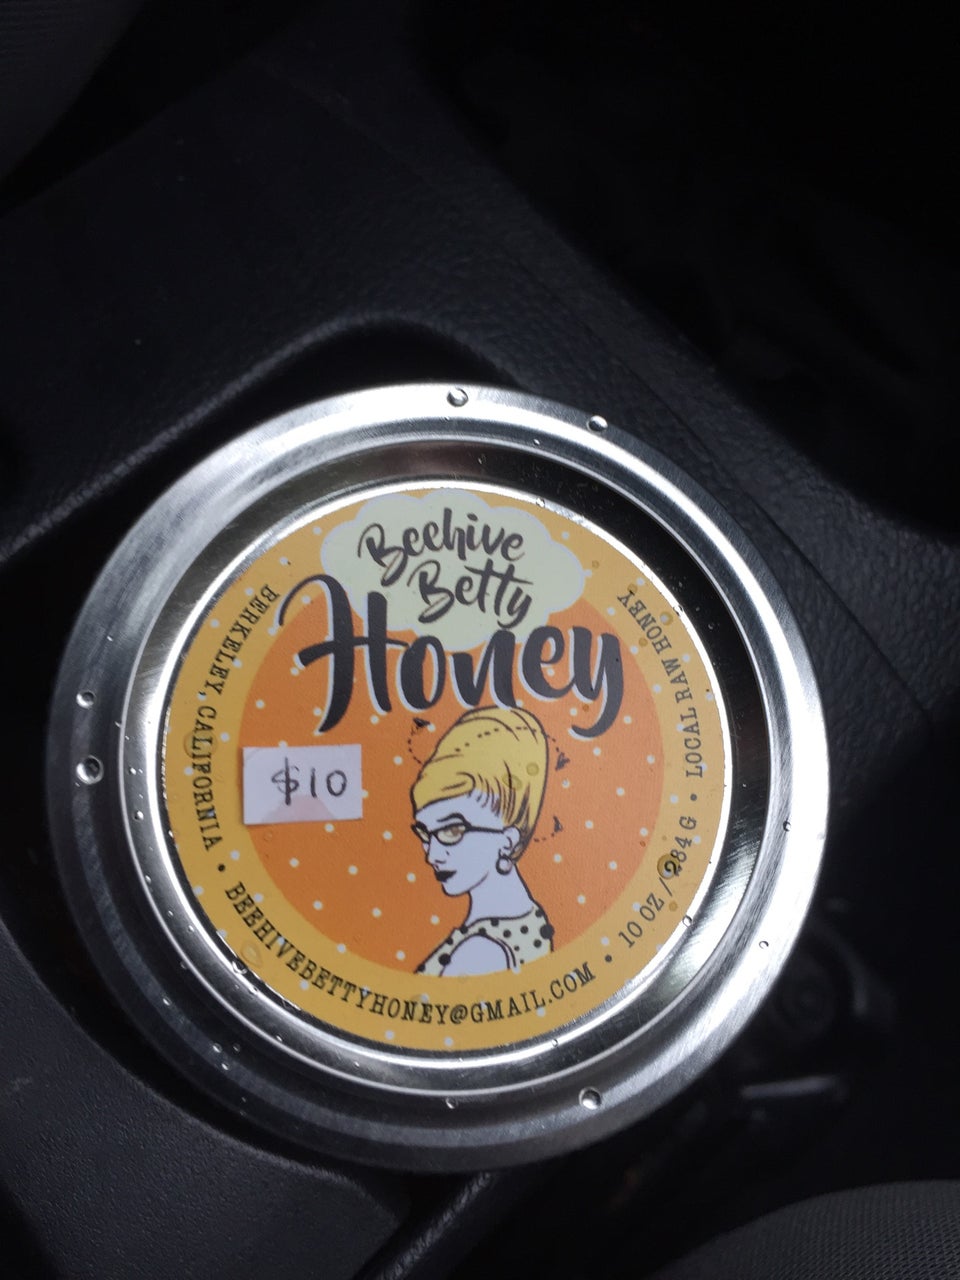 Beehive
Betty
Honey
$10
BERKELEY, CALIFORNIA • BEEHIVEBETTYHONEY@GMAIL.COM • 10 OZ / 284 G • LOCAL RAW HONEY